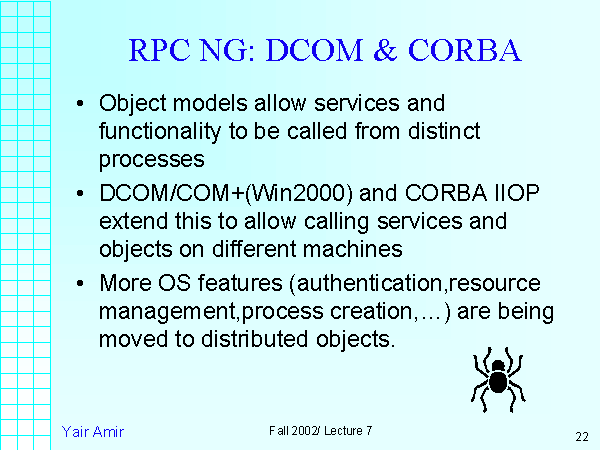 RPC NG: DCOM & CORBA
• Object models allow services and
functionality to be called from distinct
processes
• DCOM/COM+(Win2000) and CORBA IIOP
extend this to allow calling services and
objects on different machines
• More OS features (authentication,resource
management,process creation,…) are being
moved to distributed objects.
Yair Amir
Fall 2002/ Lecture 7
22